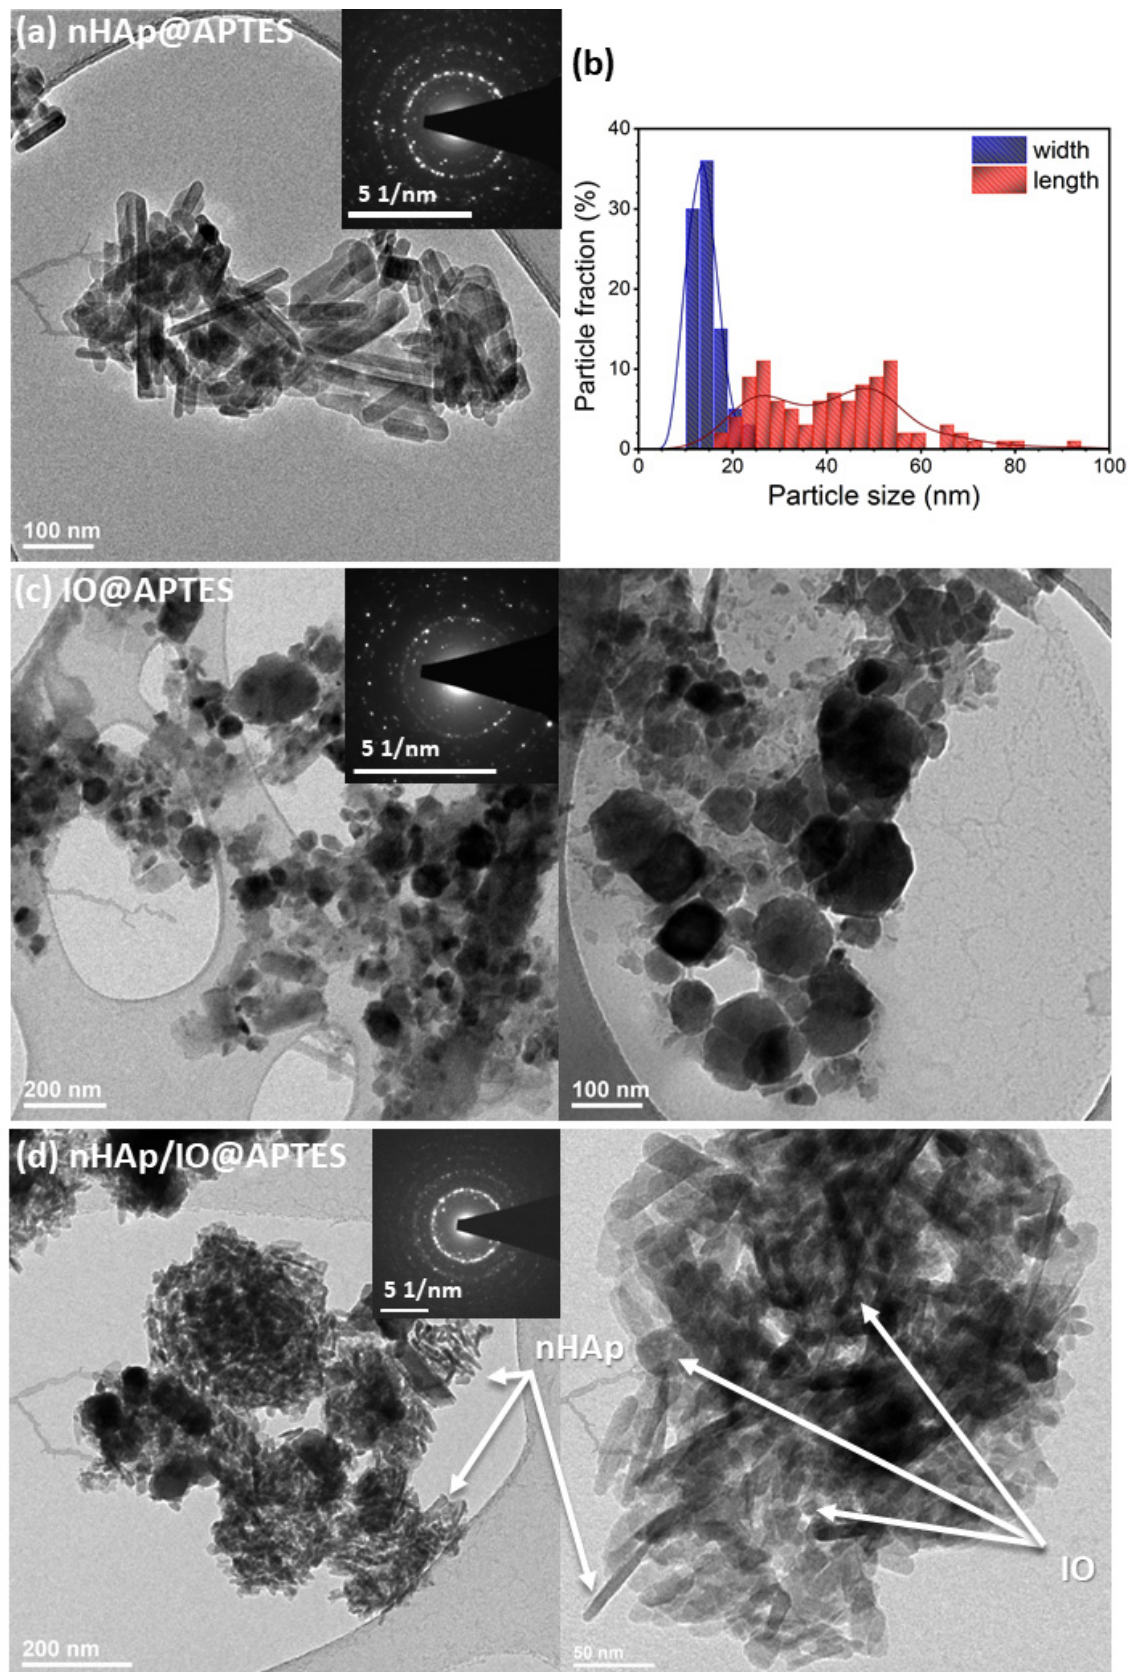 (a) nHAp@APTES
5 1/nm
100 nm
(b)
40
30
20
10
0
Particle fraction (%)
width
length
0 20 40 60 80 100
Particle size (nm)
(c) IO@APTES
5 1/nm
200 nm
100 nm
(d) nHAp/IO@APTES
5 1/nm
nHAp
IO
200 nm
50 nm